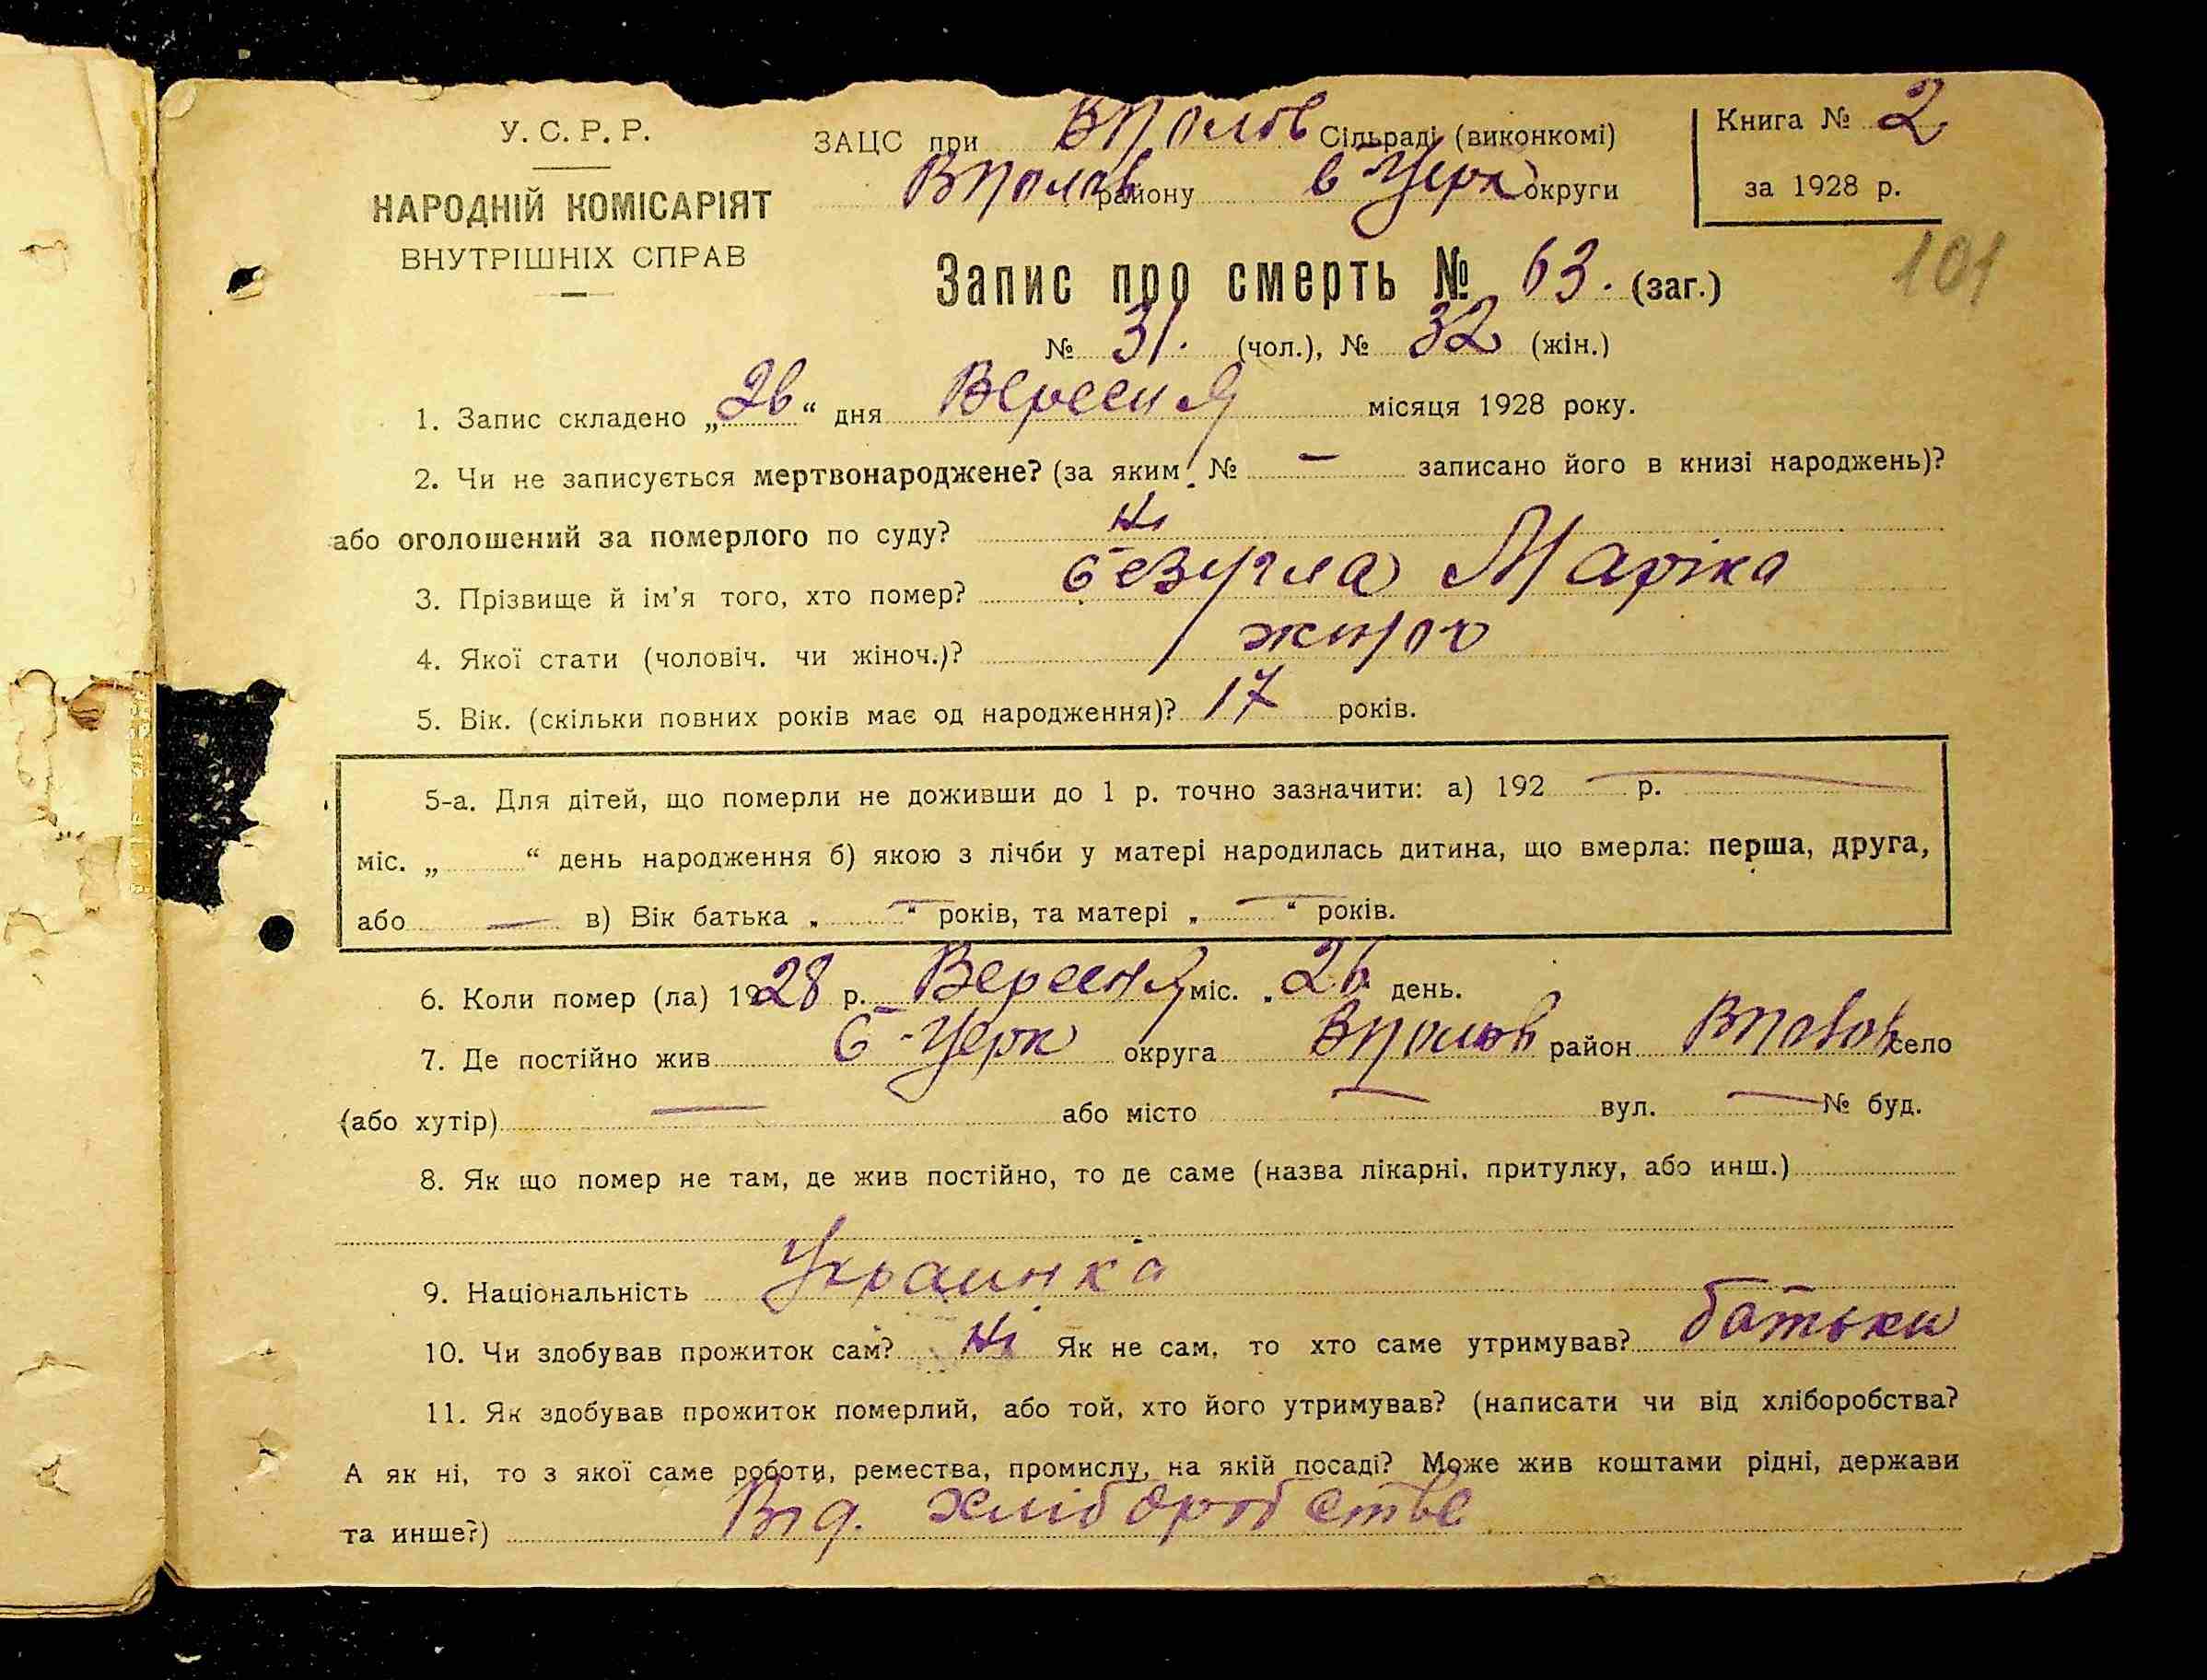 У. С. Р. Р.
НАРОДНІЙ КОМІСАРІЯТ
ВНУТРІШНІХ СПРАВ
ЗАЦС при ВПолов Сільраді (виконкомі)
ВПолов району Б Церк округи
Книга № 2
за 1928 р.
101
Запис про смерть № 63. (заг.)
№ 31. (чол.), № 32 (жін.)
1. Запис складено „26“ дня Вересня місяця 1928 року.
2. Чи не записується мертвонароджене? (за яким № — записано його в книзі народжень)?
або оголошений за померлого по суду? Ні
3. Прізвище й ім’я того, хто помер? Безугла Маріка
4. Якої стати (чоловіч. чи жіноч.)?
5. Вік. (скільки повних років має од народження)? 17 років.
5-а. Для дітей, що померли не доживши до 1 р. точно зазначити: а) 192 — р. —
міс. „ “ день народження б) якою з лічби у матері народилась дитина, що вмерла: перша, друга,
або — в) Вік батька „ — “ років, та матері „ — “ років.
6. Коли помер (ла) 1928 р. Вересня міс. „26“ день.
7. Де постійно жив Б-Церк округа ВПолов район село
(або хутір) — або місто — вул. — № буд.
8. Як що помер не там, де жив постійно, то де саме (назва лікарні, притулку, або инш.)
9. Національність Украинка
10. Чи здобував прожиток сам? Ні Як не сам, то хто саме утримував? батьки
11. Як здобував прожиток померлий, або той, хто його утримував? (написати чи від хліборобства?
А як ні, то з якої саме роботи, ремества, промислу, на якій посаді? Може жив коштами рідні, держави
та инше?) Від. хліборобства